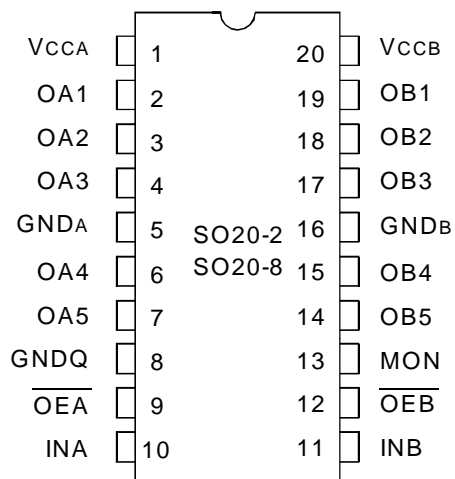 VCCA 1 20 VCCB
OA1 2 19 OB1
OA2 3 18 OB2
OA3 4 17 OB3
GNDA 5 SO20-2 16 GNDB
SO20-8
OA4 6 15 OB4
OA5 7 14 OB5
GNDQ 8 13 MON
OEA 9 12 OEB
INA 10 11 INB